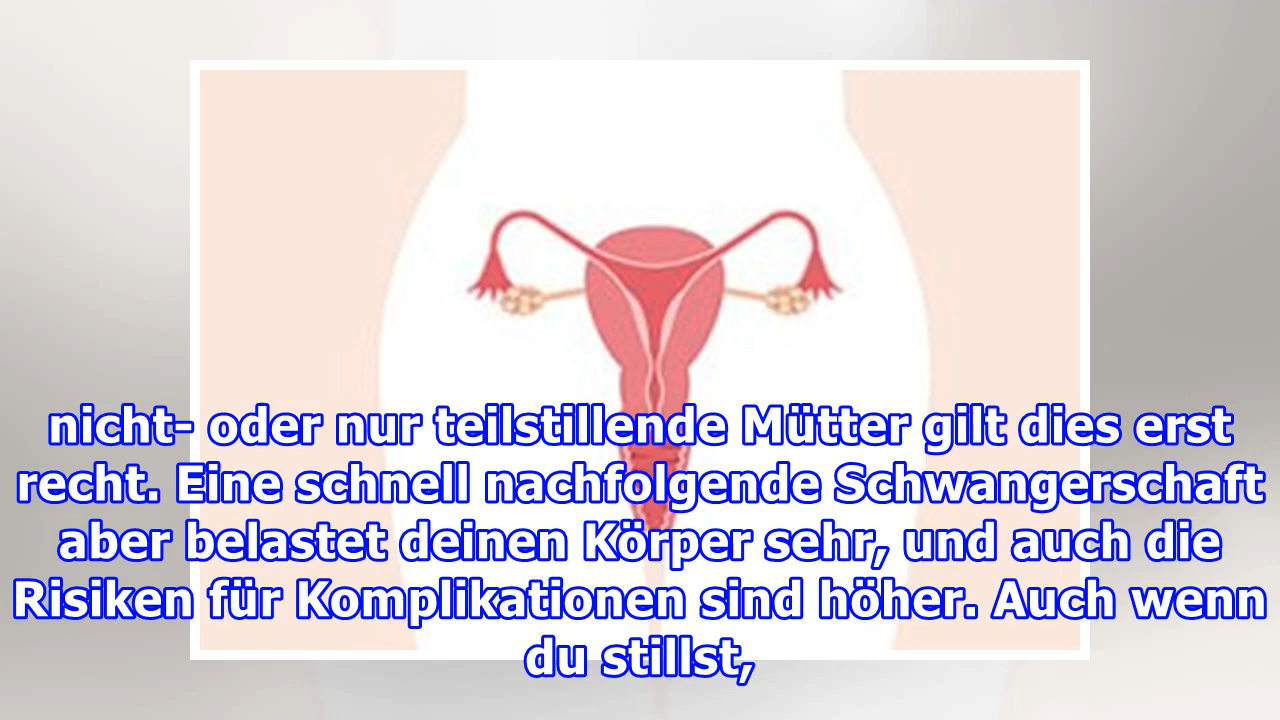 nicht- oder nur teilstillende Mütter gilt dies erst
recht. Eine schnell nachfolgende Schwangerschaft
aber belastet deinen Körper sehr, und auch die
Risiken für Komplikationen sind höher. Auch wenn
du stillst,